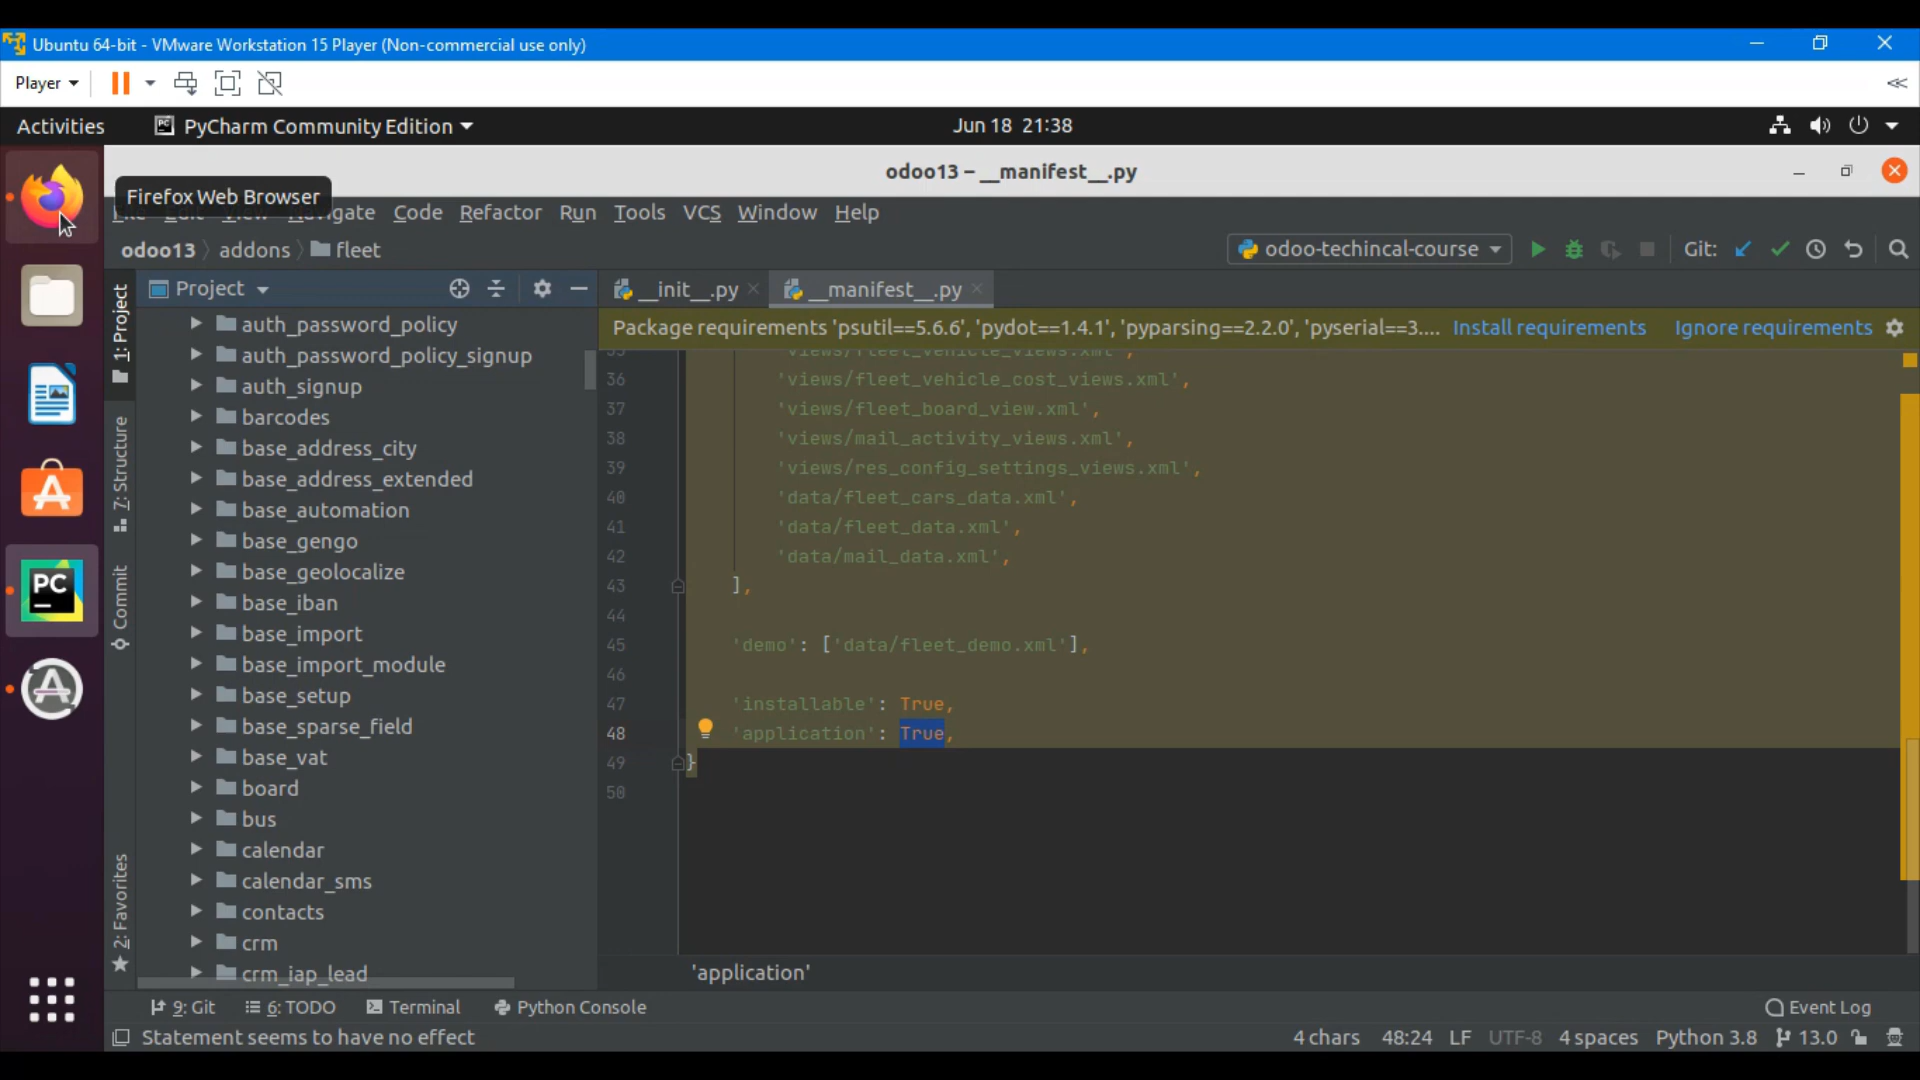 Ubuntu 64-bit - VMware Workstation 15 Player (Non-commercial use only)
Player
Activities
PyCharm Community Edition
Jun 18 21:38
odoo13 – __manifest__.py
Firefox Web Browser
Code Refactor Run Tools VCS Window Help
odoo13 addons fleet
odoo-techincal-course
Git:
Project
__init__.py
__manifest__.py
1: Project
7: Structure
Commit
2: Favorites
auth_password_policy
auth_password_policy_signup
auth_signup
barcodes
base_address_city
base_address_extended
base_automation
base_gengo
base_geolocalize
base_iban
base_import
base_import_module
base_setup
base_sparse_field
base_vat
board
bus
calendar
calendar_sms
contacts
crm
crm_iap_lead
Package requirements 'psutil==5.6.6', 'pydot==1.4.1', 'pyparsing==2.2.0', 'pyserial==3.... Install requirements Ignore requirements
35 'views/fleet_vehicle_views.xml',
36 'views/fleet_vehicle_cost_views.xml',
37 'views/fleet_board_view.xml',
38 'views/mail_activity_views.xml',
39 'views/res_config_settings_views.xml',
40 'data/fleet_cars_data.xml',
41 'data/fleet_data.xml',
42 'data/mail_data.xml',
43 ],
44
45 'demo': ['data/fleet_demo.xml'],
46
47 'installable': True,
48 'application': True,
49 }
50
'application'
9: Git 6: TODO Terminal Python Console Event Log
Statement seems to have no effect 4 chars 48:24 LF UTF-8 4 spaces Python 3.8 13.0